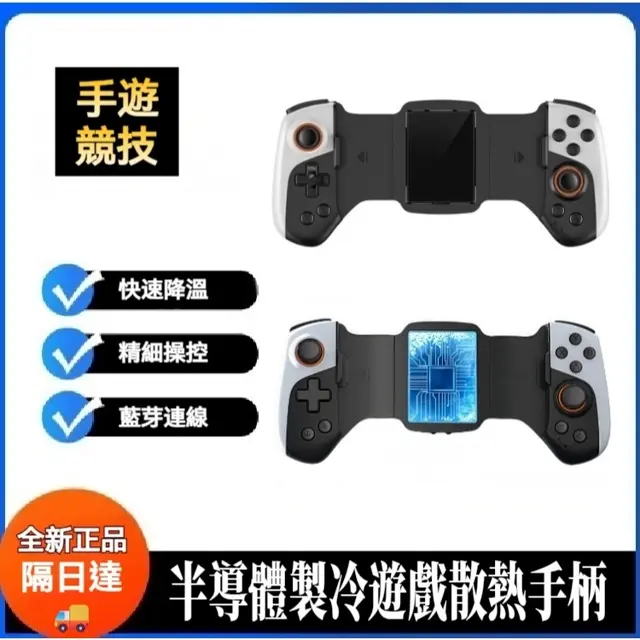 手遊
競技
快速降溫
精細操控
藍芽連線
全新正品
隔日達
半導體製冷遊戲散熱手柄